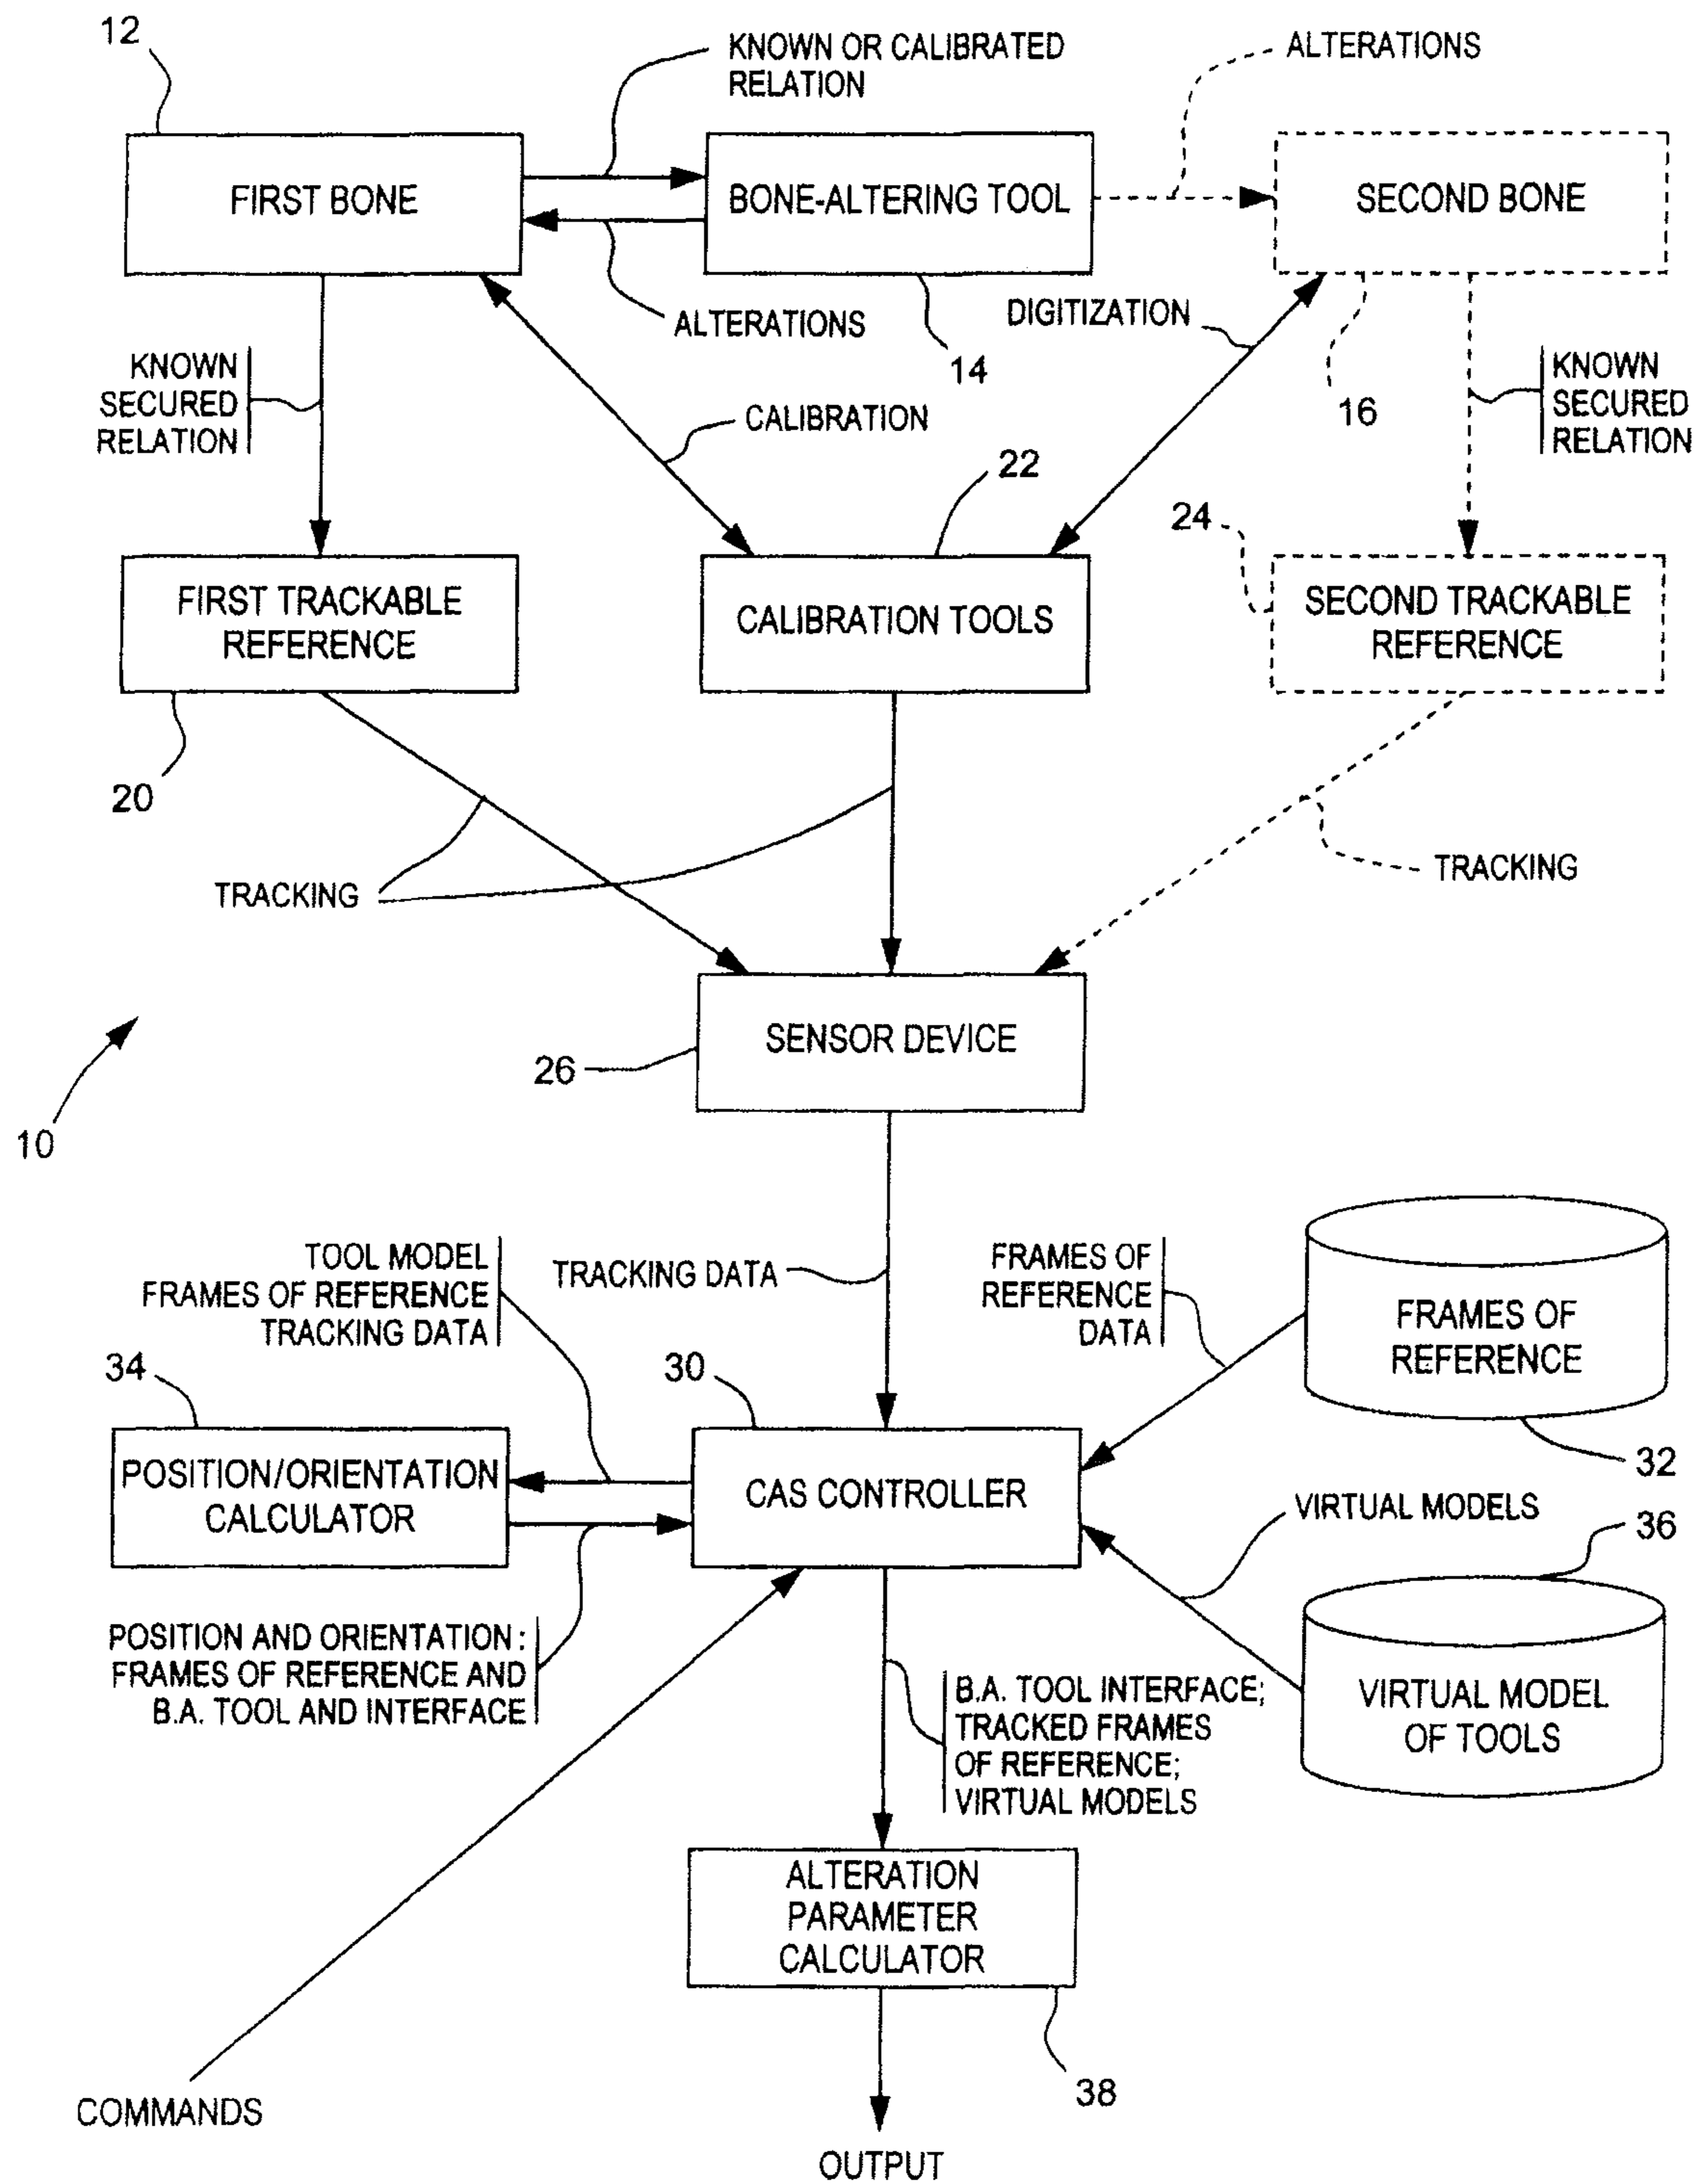 12
KNOWN OR CALIBRATED
RELATION
ALTERATIONS
FIRST BONE
BONE-ALTERING TOOL
SECOND BONE
ALTERATIONS
14
DIGITIZATION
16
KNOWN
SECURED
RELATION
KNOWN
SECURED
RELATION
CALIBRATION
22
24
FIRST TRACKABLE
REFERENCE
CALIBRATION TOOLS
SECOND TRACKABLE
REFERENCE
20
TRACKING
TRACKING
SENSOR DEVICE
26
10
TOOL MODEL
FRAMES OF REFERENCE
TRACKING DATA
TRACKING DATA
FRAMES OF
REFERENCE
DATA
FRAMES OF
REFERENCE
32
34
30
POSITION/ORIENTATION
CALCULATOR
CAS CONTROLLER
VIRTUAL MODELS
36
POSITION AND ORIENTATION:
FRAMES OF REFERENCE AND
B.A. TOOL AND INTERFACE
B.A. TOOL INTERFACE;
TRACKED FRAMES
OF REFERENCE;
VIRTUAL MODELS
VIRTUAL MODEL
OF TOOLS
ALTERATION
PARAMETER
CALCULATOR
38
COMMANDS
OUTPUT